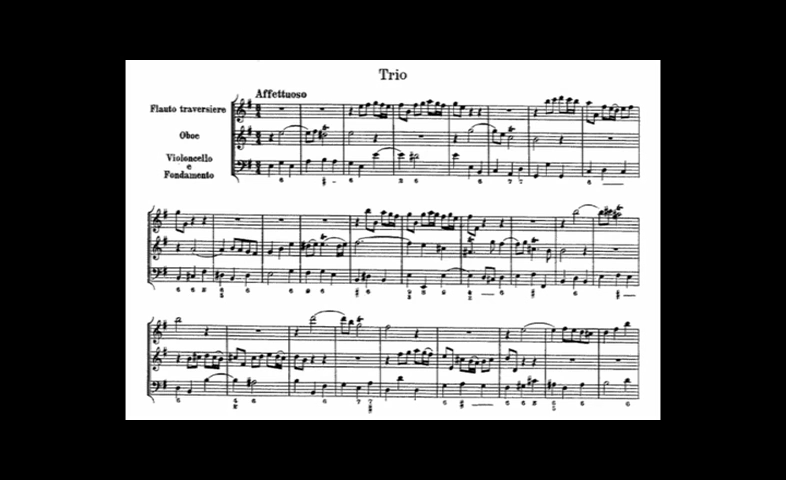 Trio
Affettuoso
Flauto traversiere
Oboe
Violoncello
e
Fondamento